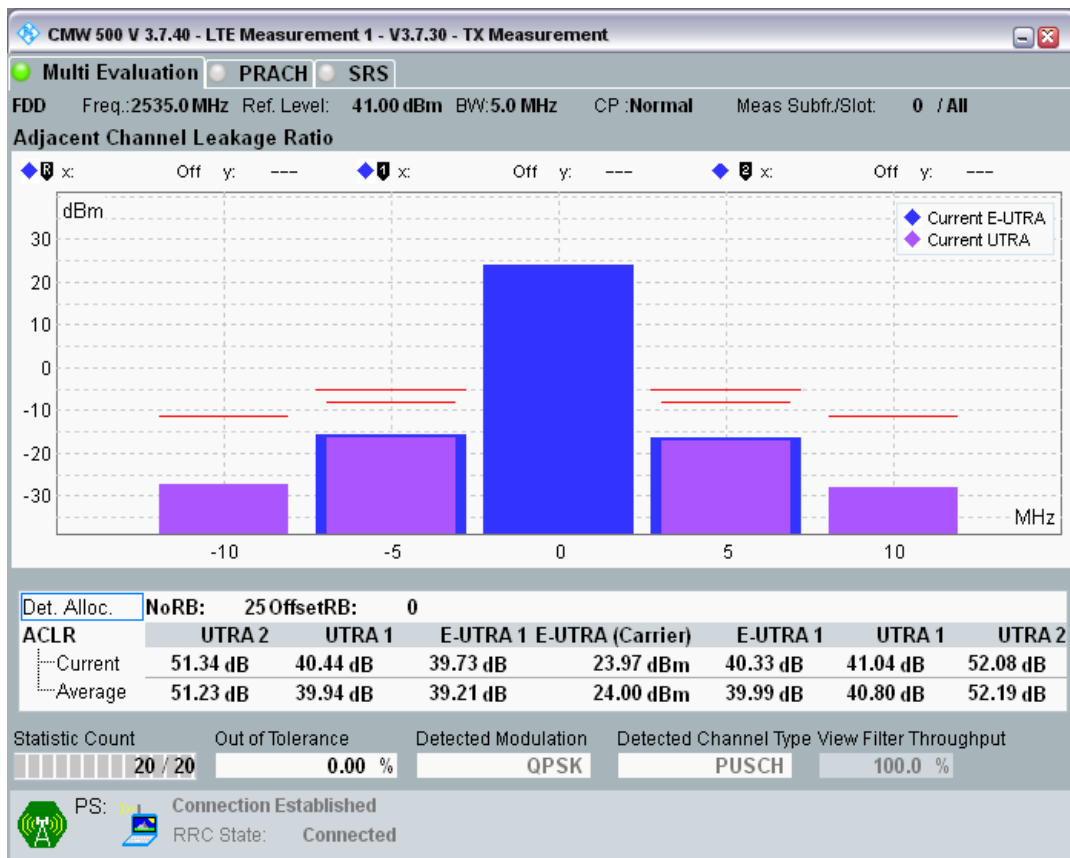 CMW 500 V 3.7.40 - LTE Measurement 1 - V3.7.30 - TX Measurement
Multi Evaluation PRACH SRS
FDD Freq.:2535.0 MHz Ref. Level: 41.00 dBm BW:5.0 MHz CP :Normal Meas Subfr./Slot: 0 / All
Adjacent Channel Leakage Ratio
R x: Off y: --- 1 x: Off y: --- 2 x: Off y: ---
dBm
Current E-UTRA
Current UTRA
30
20
10
0
-10
-20
-30
MHz
-10 -5 0 5 10
Det. Alloc. NoRB: 25 OffsetRB: 0
ACLR UTRA 2 UTRA 1 E-UTRA 1 E-UTRA (Carrier) E-UTRA 1 UTRA 1 UTRA 2
Current 51.34 dB 40.44 dB 39.73 dB 23.97 dBm 40.33 dB 41.04 dB 52.08 dB
Average 51.23 dB 39.94 dB 39.21 dB 24.00 dBm 39.99 dB 40.80 dB 52.19 dB
Statistic Count Out of Tolerance Detected Modulation Detected Channel Type View Filter Throughput
20 / 20 0.00 % QPSK PUSCH 100.0 %
PS: Connection Established
RRC State: Connected